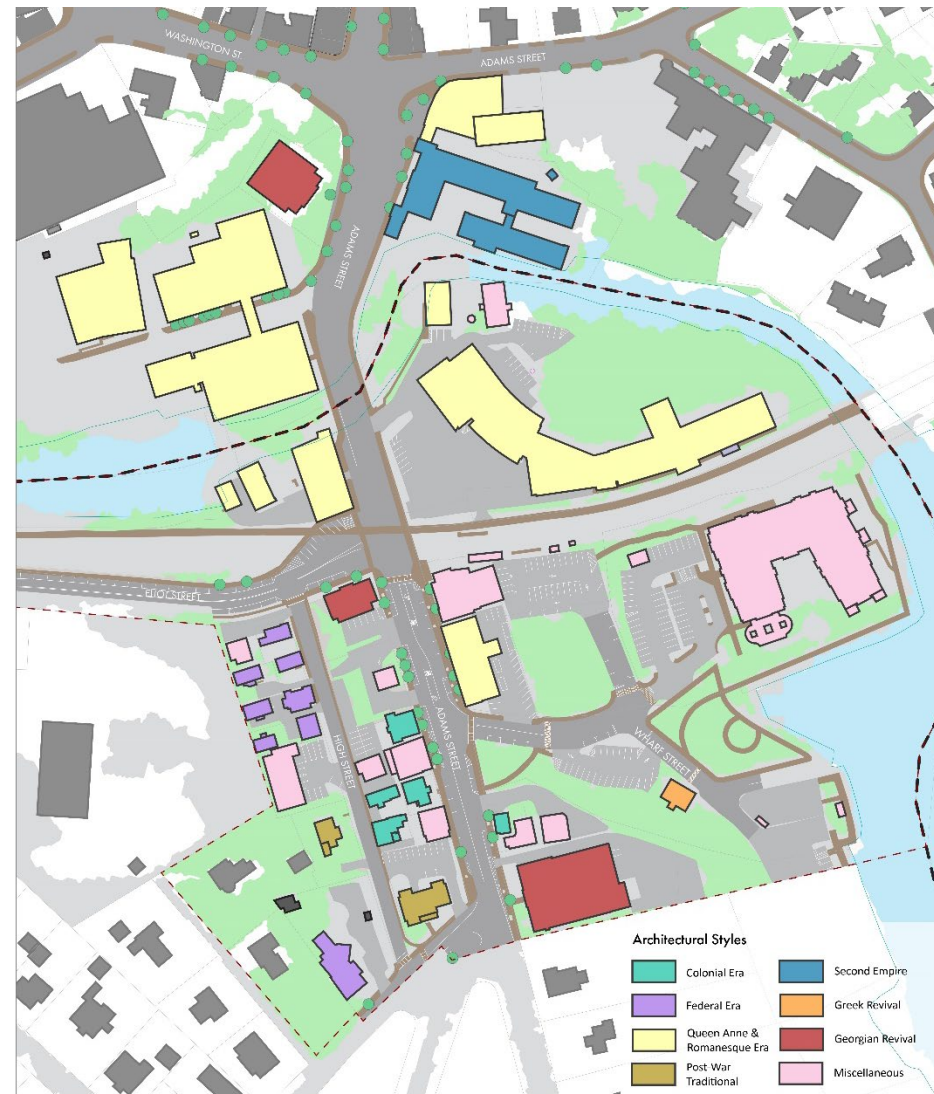 WASHINGTON ST
ADAMS STREET
ADAMS STREET
ELIOT STREET
HIGH STREET
ADAMS STREET
WHARF STREET
Architectural Styles
Colonial Era
Federal Era
Queen Anne &
Romanesque Era
Post-War
Traditional
Second Empire
Greek Revival
Georgian Revival
Miscellaneous